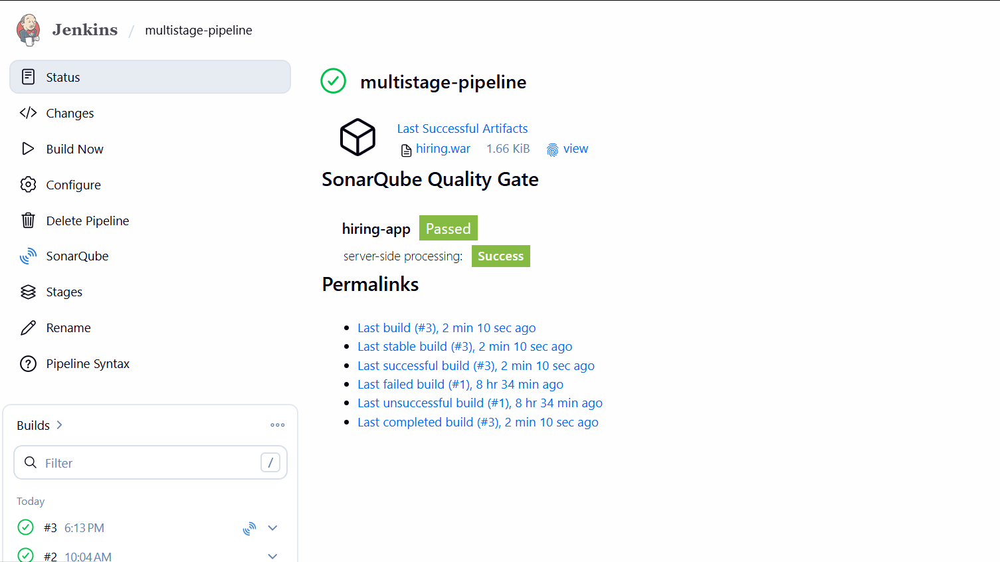 Jenkins / multistage-pipeline
Status
Changes
Build Now
Configure
Delete Pipeline
SonarQube
Stages
Rename
Pipeline Syntax
Builds
Filter /
Today
#3 6:13 PM
#2 10:04 AM
multistage-pipeline
Last Successful Artifacts
hiring.war 1.66 KiB view
SonarQube Quality Gate
hiring-app Passed
server-side processing: Success
Permalinks
Last build (#3), 2 min 10 sec ago
Last stable build (#3), 2 min 10 sec ago
Last successful build (#3), 2 min 10 sec ago
Last failed build (#1), 8 hr 34 min ago
Last unsuccessful build (#1), 8 hr 34 min ago
Last completed build (#3), 2 min 10 sec ago